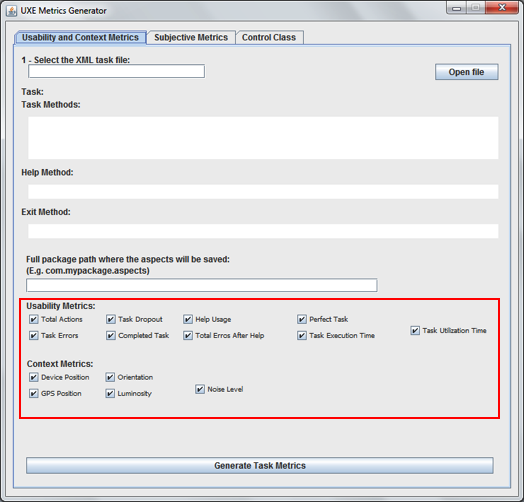 UXE Metrics Generator
Usability and Context Metrics Subjective Metrics Control Class
1 - Select the XML task file:
Open file
Task:
Task Methods:
Help Method:
Exit Method:
Full package path where the aspects will be saved:
(E.g. com.mypackage.aspects)
Usability Metrics:
Total Actions Task Dropout Help Usage Perfect Task
Task Utilization Time
Task Errors Completed Task Total Erros After Help Task Execution Time
Context Metrics:
Device Position Orientation
Noise Level
GPS Position Luminosity
Generate Task Metrics